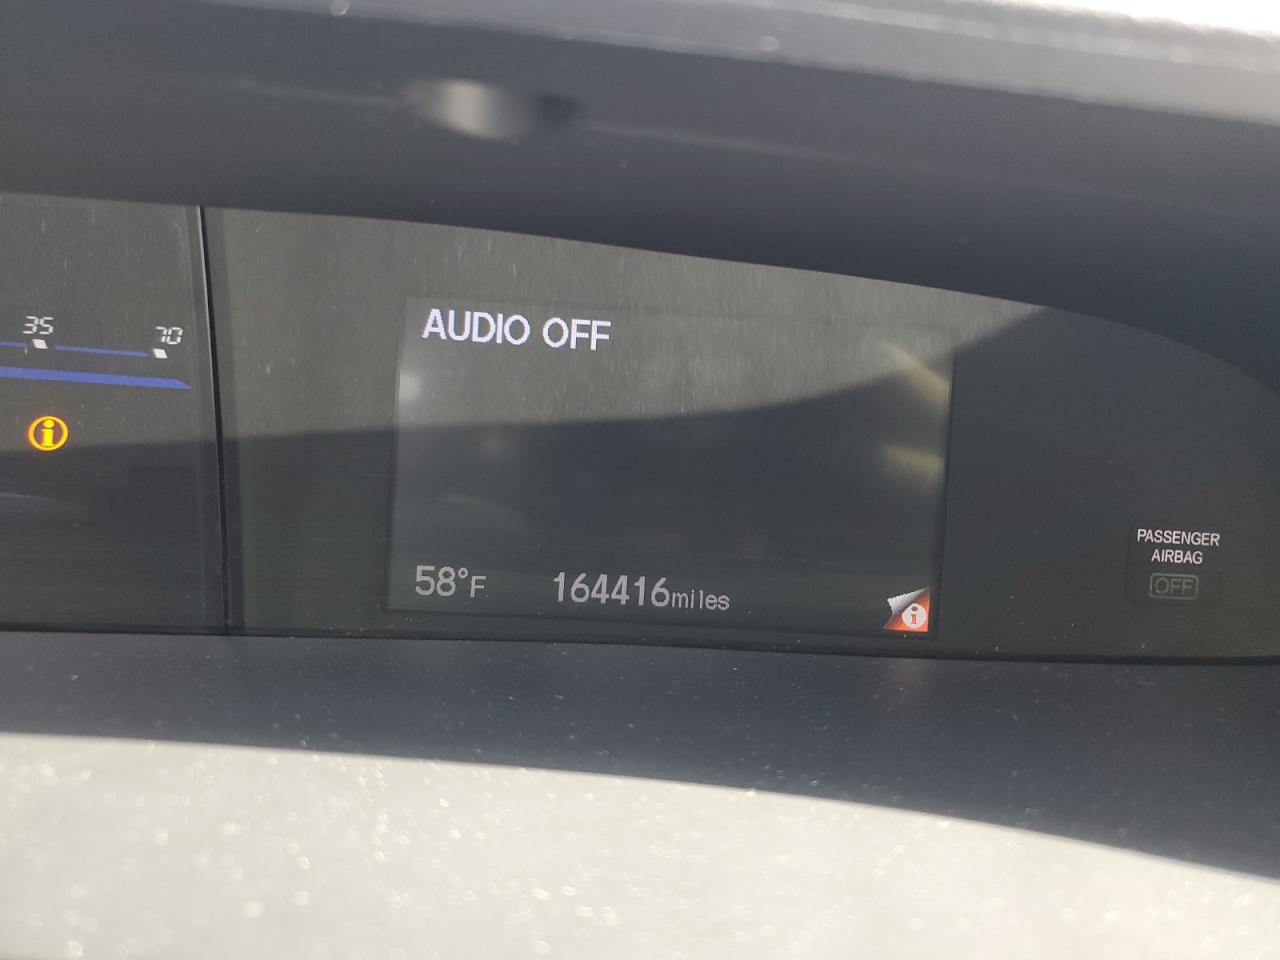 35 70
i
AUDIO OFF
58°F 164416miles
i
PASSENGER
AIRBAG
OFF